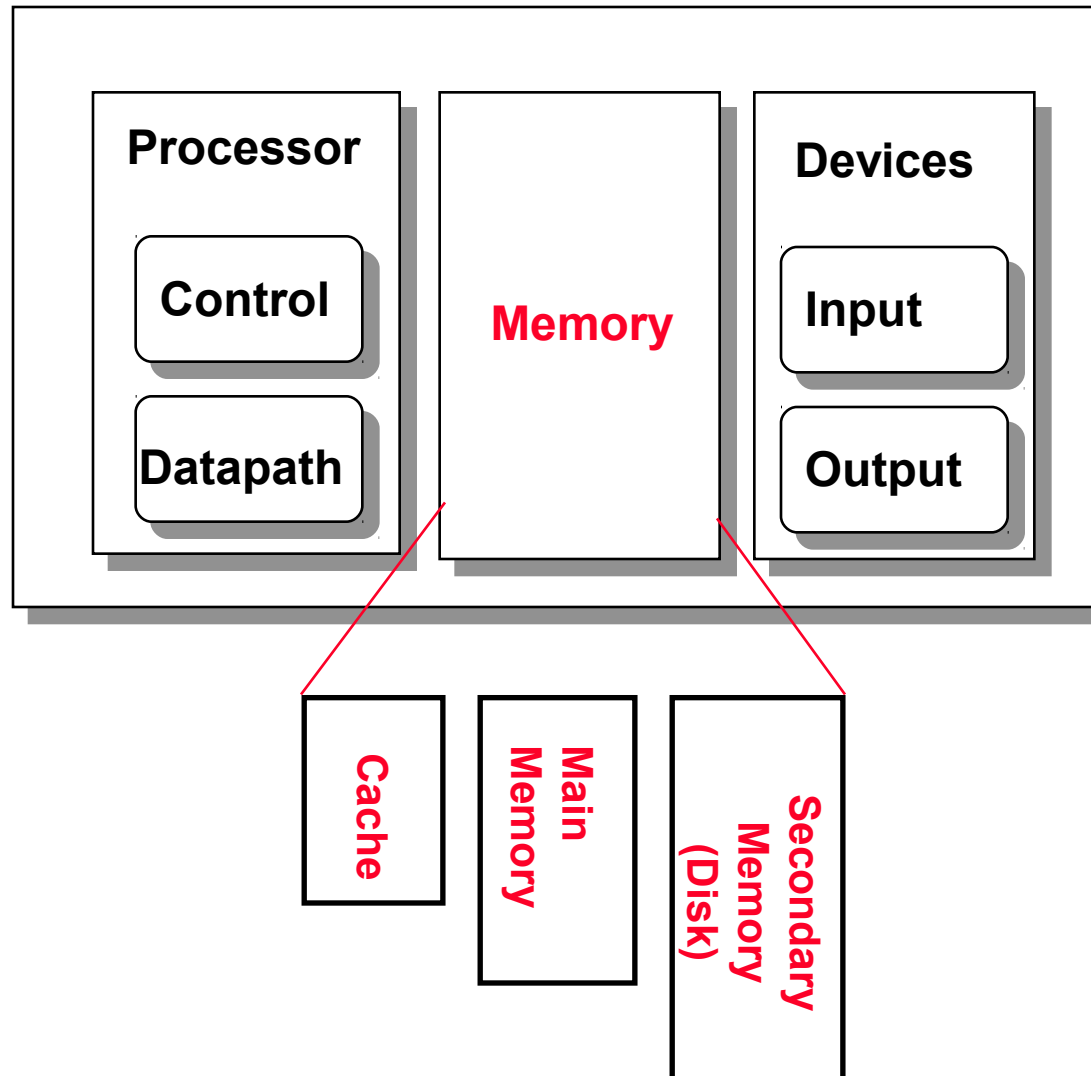 Processor
Control
Datapath
Memory
Devices
Input
Output
Cache
Main
Memory
Secondary
Memory
(Disk)